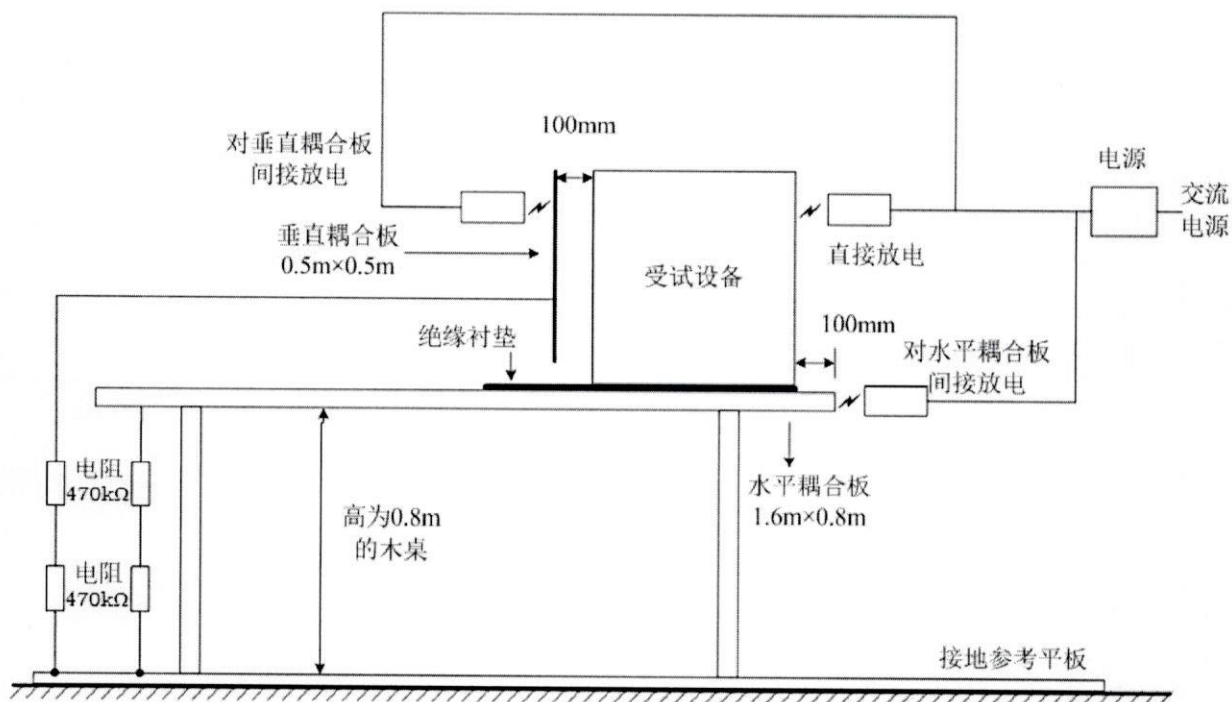 100mm
对垂直耦合板
间接放电
电源
交流
电源
垂直耦合板
0.5m×0.5m
直接放电
受试设备
100mm
绝缘衬垫
对水平耦合板
间接放电
电阻
470kΩ
水平耦合板
1.6m×0.8m
高为0.8m
的木桌
电阻
470kΩ
接地参考平板